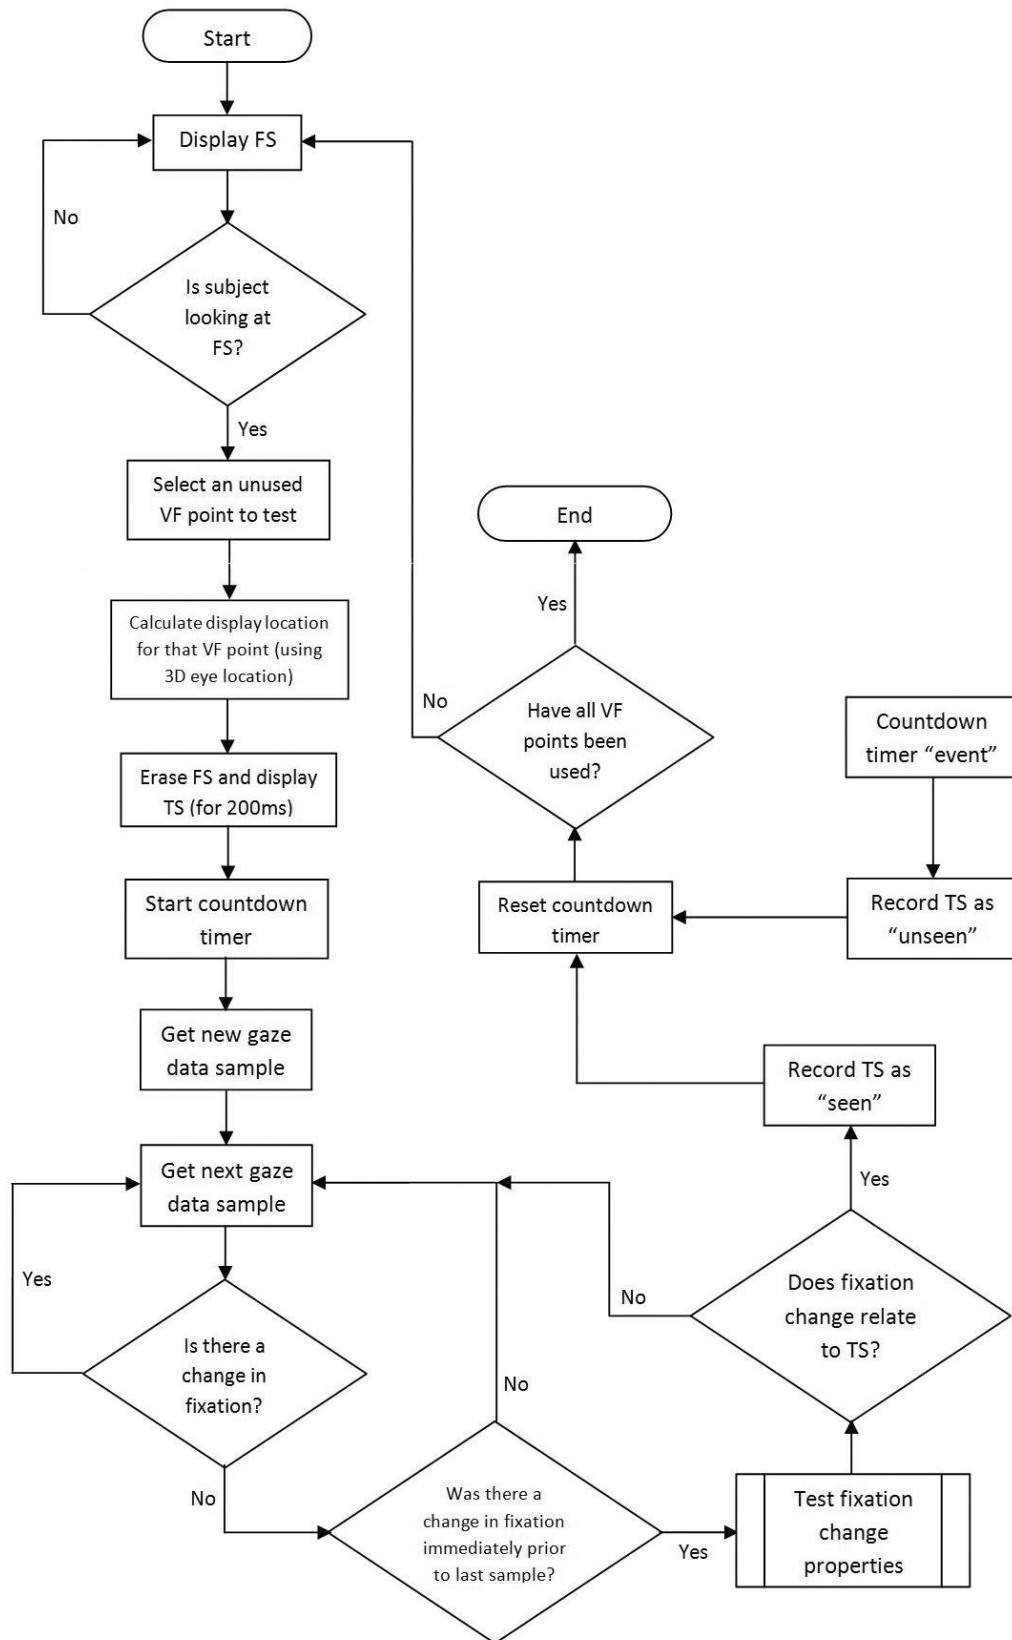 Start
Display FS
No
Is subject
looking at
FS?
Yes
Select an unused
VF point to test
Calculate display location
for that VF point (using
3D eye location)
Erase FS and display
TS (for 200ms)
Start countdown
timer
Get new gaze
data sample
Get next gaze
data sample
Yes
Is there a
change in
fixation?
No
Was there a
change in fixation
immediately prior
to last sample?
No
Yes
Test fixation
change
properties
Does fixation
change relate
to TS?
No
Yes
Record TS as
“seen”
Countdown
timer “event”
Record TS as
“unseen”
Reset countdown
timer
Have all VF
points been
used?
No
Yes
End